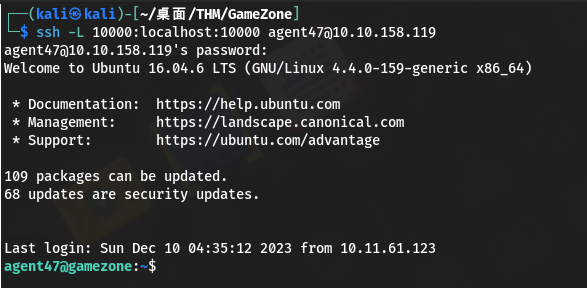 ┌──(kali㉿kali)-[~/桌面/THM/GameZone]
└─$ ssh -L 10000:localhost:10000 agent47@10.10.158.119
agent47@10.10.158.119's password:
Welcome to Ubuntu 16.04.6 LTS (GNU/Linux 4.4.0-159-generic x86_64)
* Documentation:  https://help.ubuntu.com
* Management:     https://landscape.canonical.com
* Support:        https://ubuntu.com/advantage
109 packages can be updated.
68 updates are security updates.
Last login: Sun Dec 10 04:35:12 2023 from 10.11.61.123
agent47@gamezone:~$